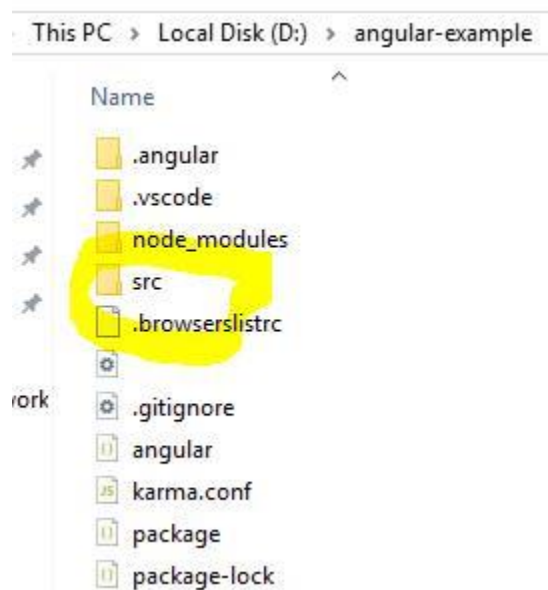 This PC > Local Disk (D:) > angular-example
Name
.angular
.vscode
node_modules
src
.browserslistrc
.gitignore
ork
angular
karma.conf
package
package-lock